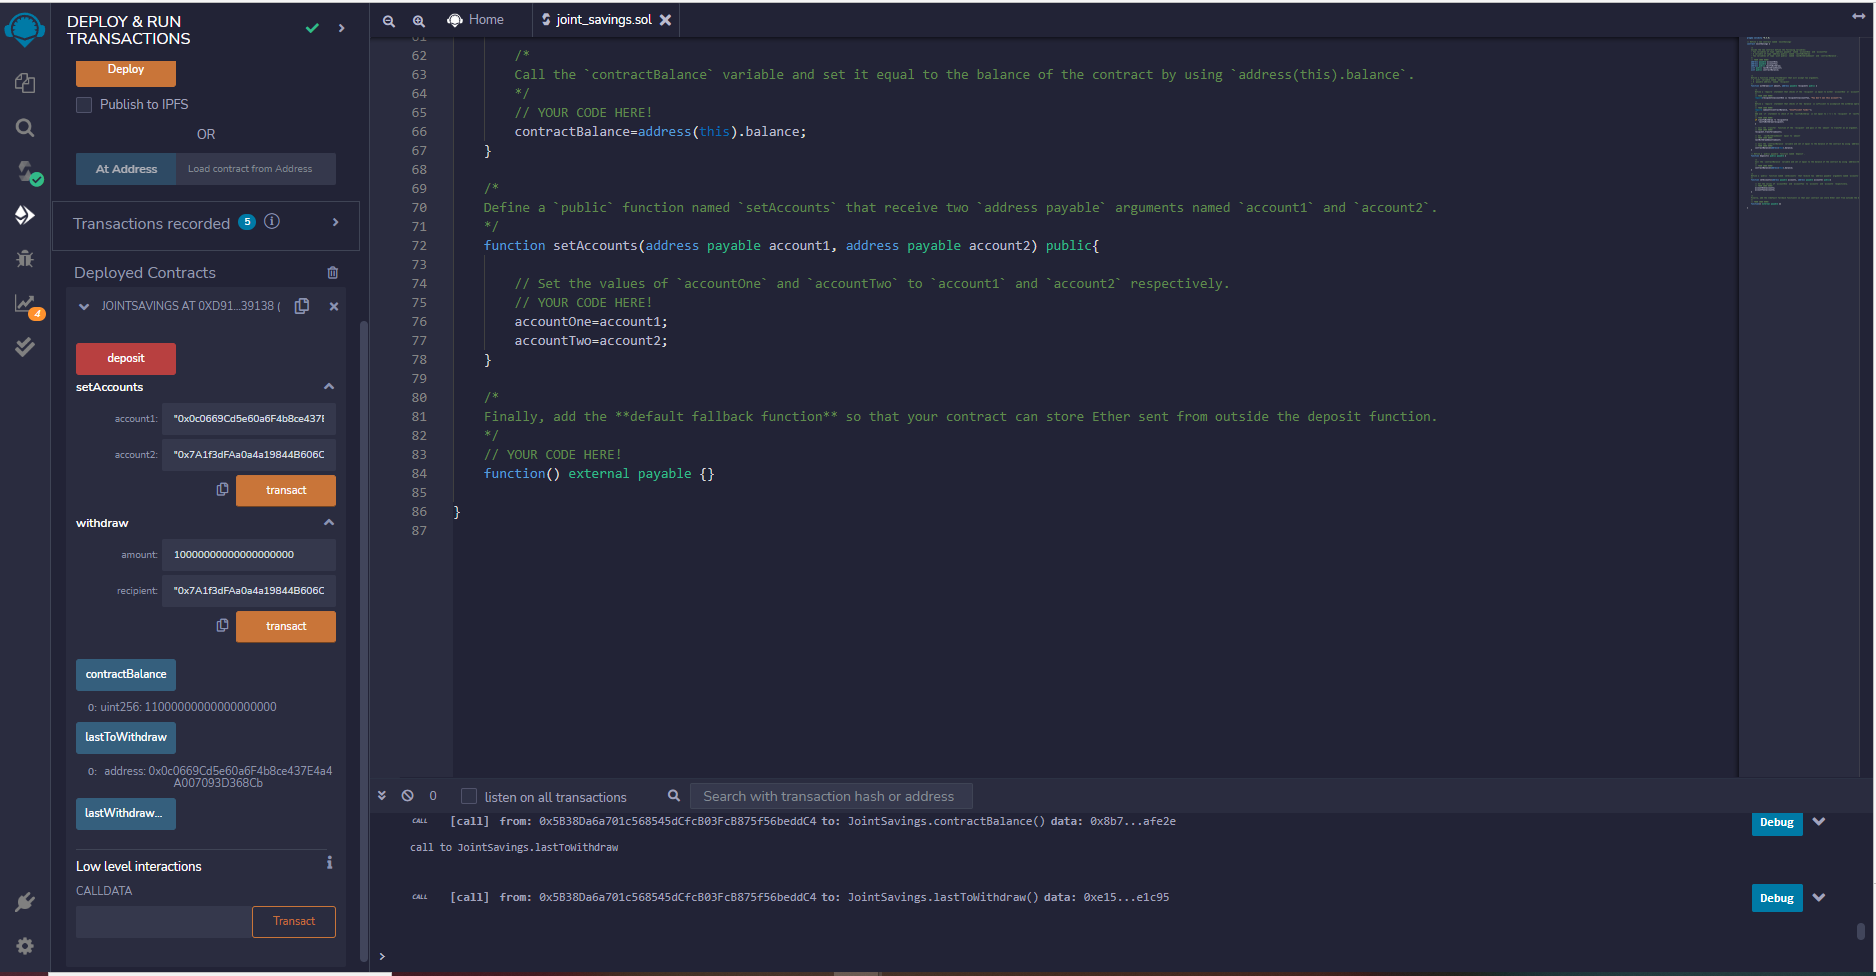 DEPLOY & RUN
TRANSACTIONS
Deploy
Publish to IPFS
OR
At Address
Load contract from Address
Transactions recorded 5
Deployed Contracts
JOINTSAVINGS AT 0XD91...39138 (
4
deposit
setAccounts
account1: "0x0c0669Cd5e60a6F4b8ce437E
account2: "0x7A1f3dFAa0a4a19844B606C
transact
withdraw
amount: 10000000000000000000
recipient: "0x7A1f3dFAa0a4a19844B606C
transact
contractBalance
0: uint256: 11000000000000000000
lastToWithdraw
0: address: 0x0c0669Cd5e60a6F4b8ce437E4a4
A007093D368Cb
lastWithdraw...
Low level interactions
CALLDATA
Transact
Home
joint_savings.sol
61
62 /*
63 Call the `contractBalance` variable and set it equal to the balance of the contract by using `address(this).balance`.
64 */
65 // YOUR CODE HERE!
66 contractBalance=address(this).balance;
67 }
68
69 /*
70 Define a `public` function named `setAccounts` that receive two `address payable` arguments named `account1` and `account2`.
71 */
72 function setAccounts(address payable account1, address payable account2) public{
73
74 // Set the values of `accountOne` and `accountTwo` to `account1` and `account2` respectively.
75 // YOUR CODE HERE!
76 accountOne=account1;
77 accountTwo=account2;
78 }
79
80 /*
81 Finally, add the **default fallback function** so that your contract can store Ether sent from outside the deposit function.
82 */
83 // YOUR CODE HERE!
84 function() external payable {}
85
86 }
87
0
listen on all transactions
Search with transaction hash or address
CALL [call] from: 0x5B38Da6a701c568545dCfcB03FcB875f56beddC4 to: JointSavings.contractBalance() data: 0x8b7...afe2e
Debug
call to JointSavings.lastToWithdraw
CALL [call] from: 0x5B38Da6a701c568545dCfcB03FcB875f56beddC4 to: JointSavings.lastToWithdraw() data: 0xe15...e1c95
Debug
>